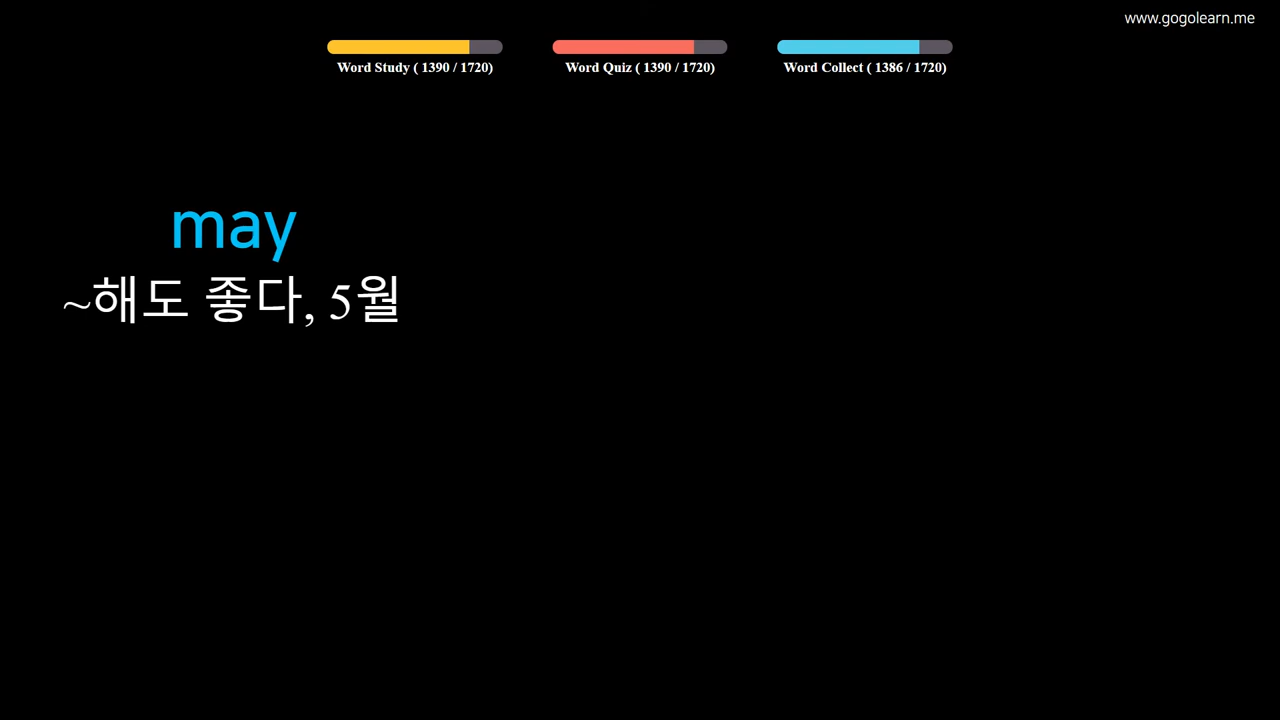 www.gogolearn.me
Word Study ( 1390 / 1720)
Word Quiz ( 1390 / 1720)
Word Collect ( 1386 / 1720)
may
~해도 좋다, 5월